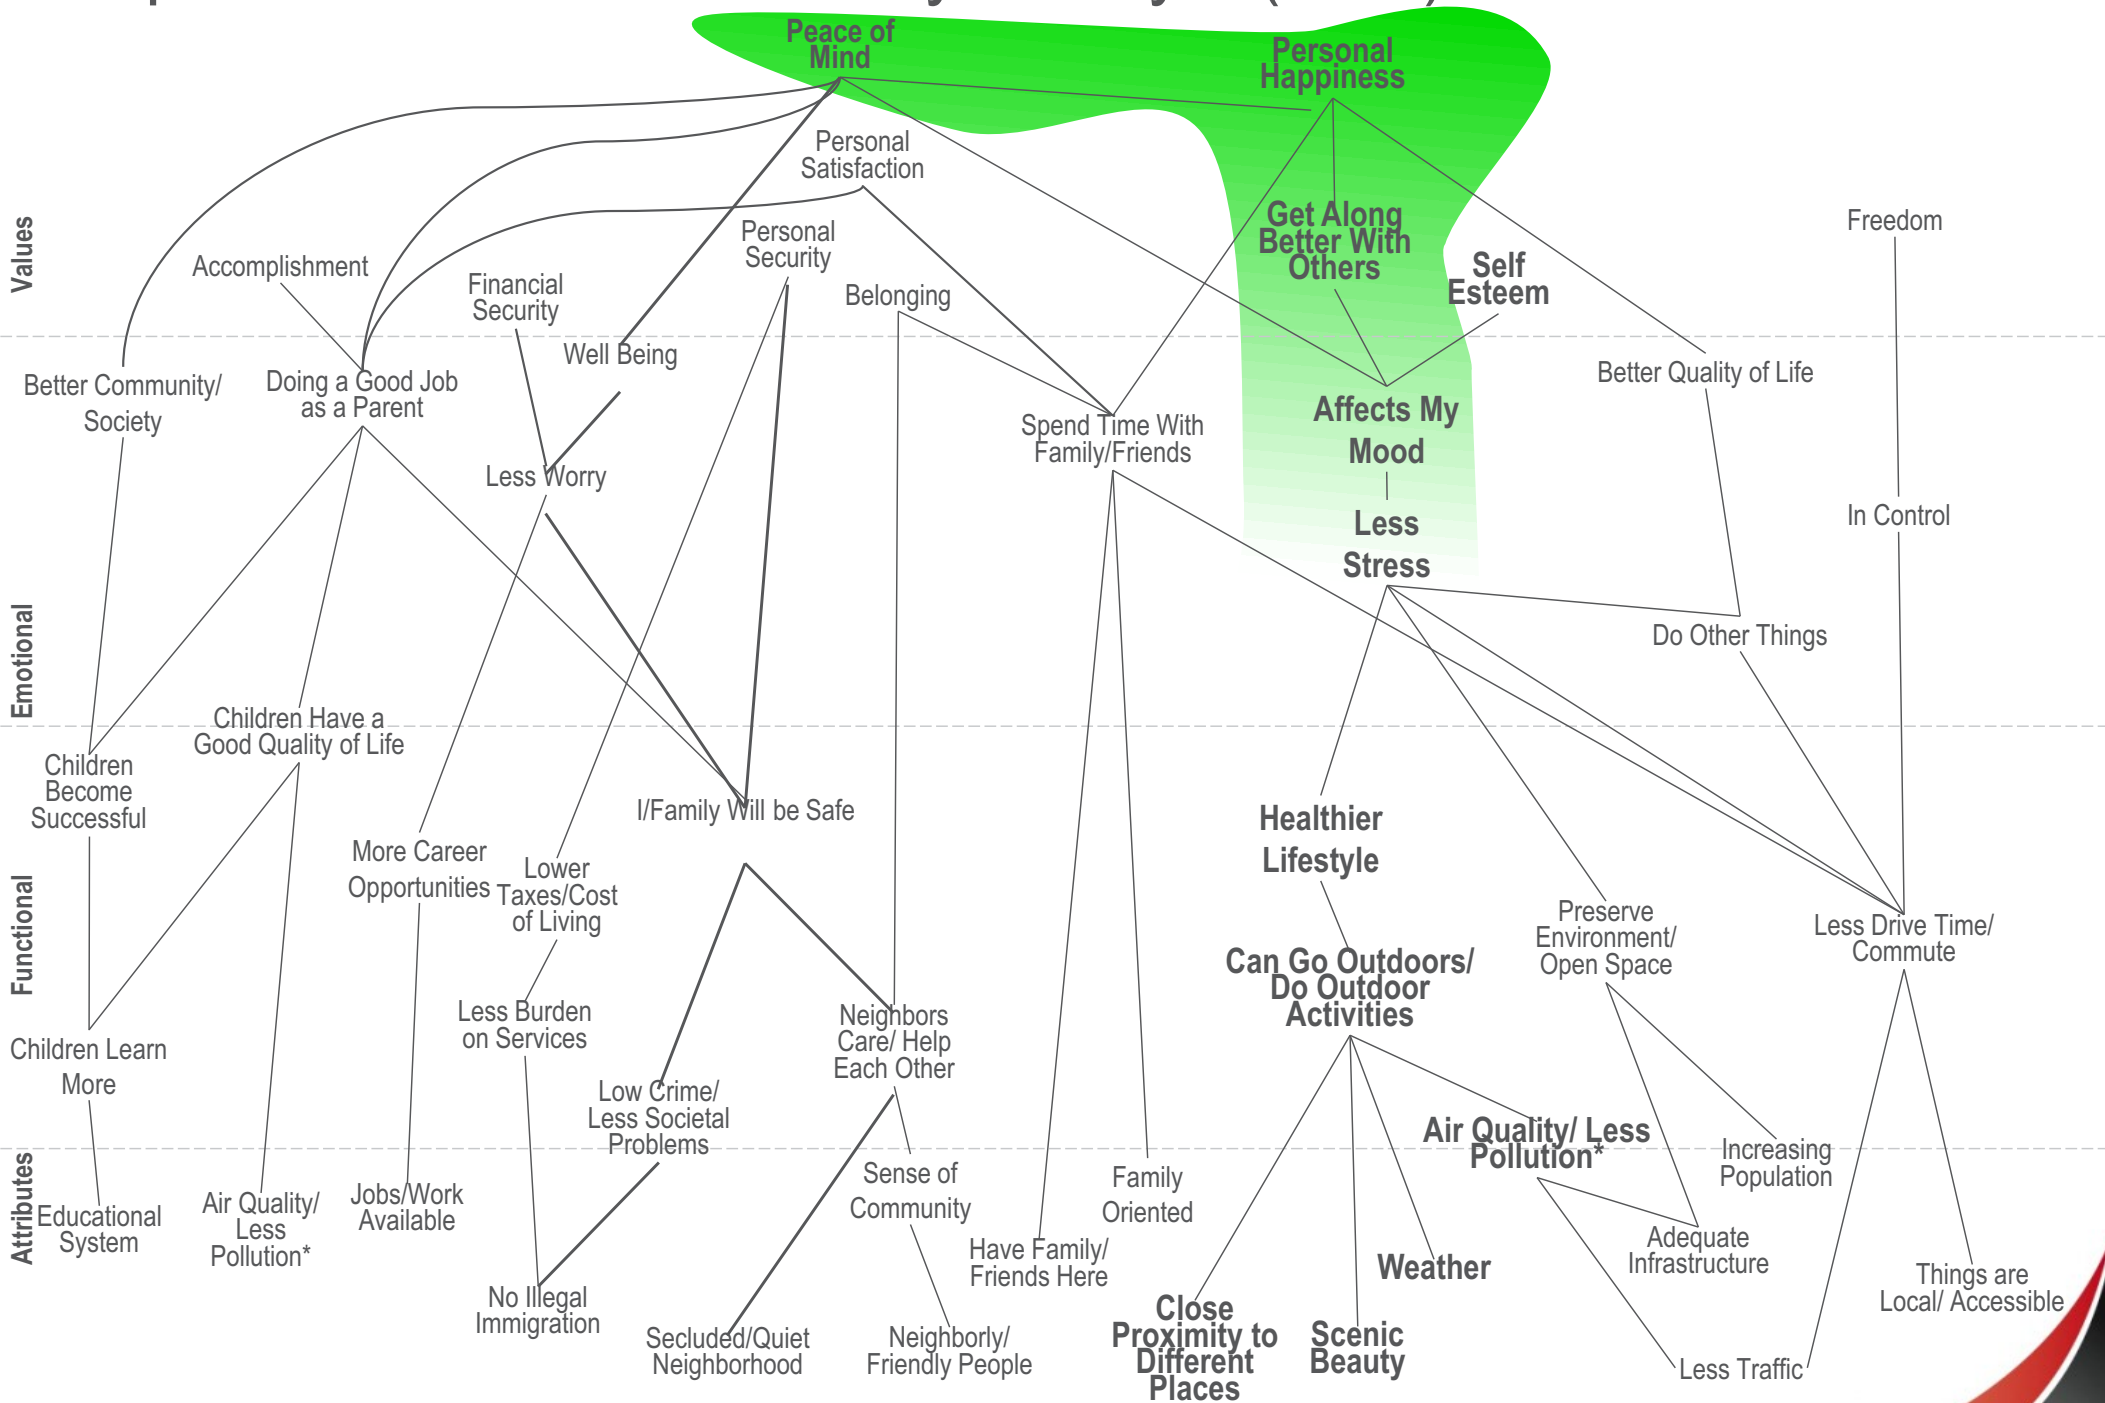 Peace of
Mind
Personal
Happiness
Personal
Satisfaction
Values
Accomplishment
Financial
Security
Personal
Security
Belonging
Get Along
Better With
Others
Self
Esteem
Freedom
Better Community/
Society
Doing a Good Job
as a Parent
Well Being
Less Worry
Spend Time With
Family/Friends
Affects My
Mood
Less
Stress
Better Quality of Life
In Control
Emotional
Do Other Things
Children Have a
Good Quality of Life
Children
Become
Successful
I/Family Will be Safe
More Career
Opportunities
Lower
Taxes/Cost
of Living
Healthier
Lifestyle
Functional
Preserve
Environment/
Open Space
Less Drive Time/
Commute
Can Go Outdoors/
Do Outdoor
Activities
Children Learn
More
Less Burden
on Services
Neighbors
Care/ Help
Each Other
Low Crime/
Less Societal
Problems
Air Quality/ Less
Pollution*
Increasing
Population
Attributes
Educational
System
Air Quality/
Less
Pollution*
Jobs/Work
Available
Sense of
Community
Family
Oriented
Have Family/
Friends Here
Weather
Adequate
Infrastructure
Things are
Local/ Accessible
No Illegal
Immigration
Secluded/Quiet
Neighborhood
Neighborly/
Friendly People
Close
Proximity to
Different
Places
Scenic
Beauty
Less Traffic